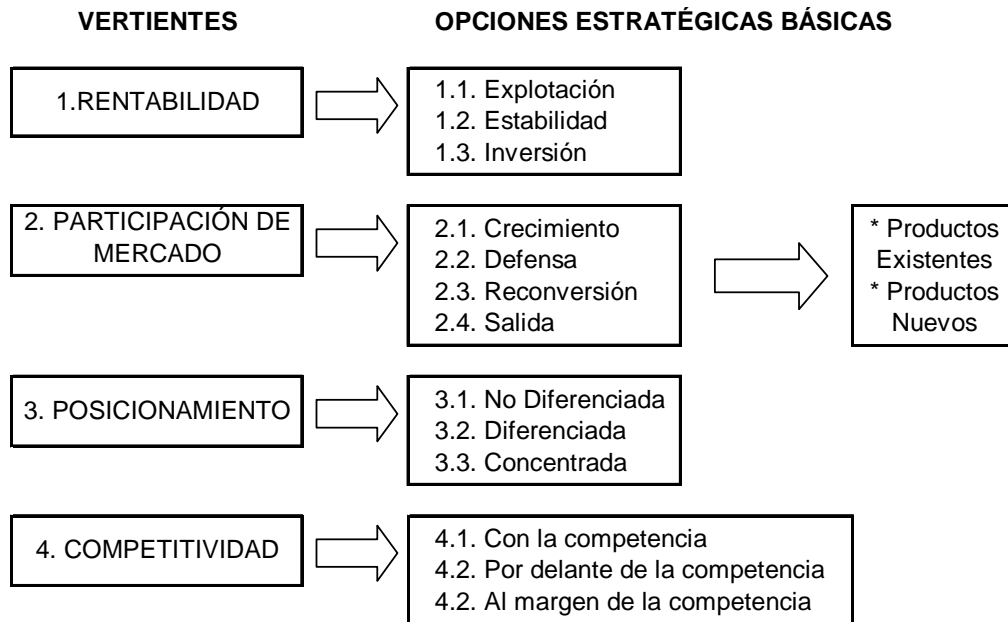 VERTIENTES
OPCIONES ESTRATÉGICAS BÁSICAS
1.RENTABILIDAD
1.1. Explotación
1.2. Estabilidad
1.3. Inversión
2. PARTICIPACIÓN DE
MERCADO
2.1. Crecimiento
2.2. Defensa
2.3. Reconversión
2.4. Salida
* Productos
Existentes
* Productos
Nuevos
3. POSICIONAMIENTO
3.1. No Diferenciada
3.2. Diferenciada
3.3. Concentrada
4. COMPETITIVIDAD
4.1. Con la competencia
4.2. Por delante de la competencia
4.2. Al margen de la competencia